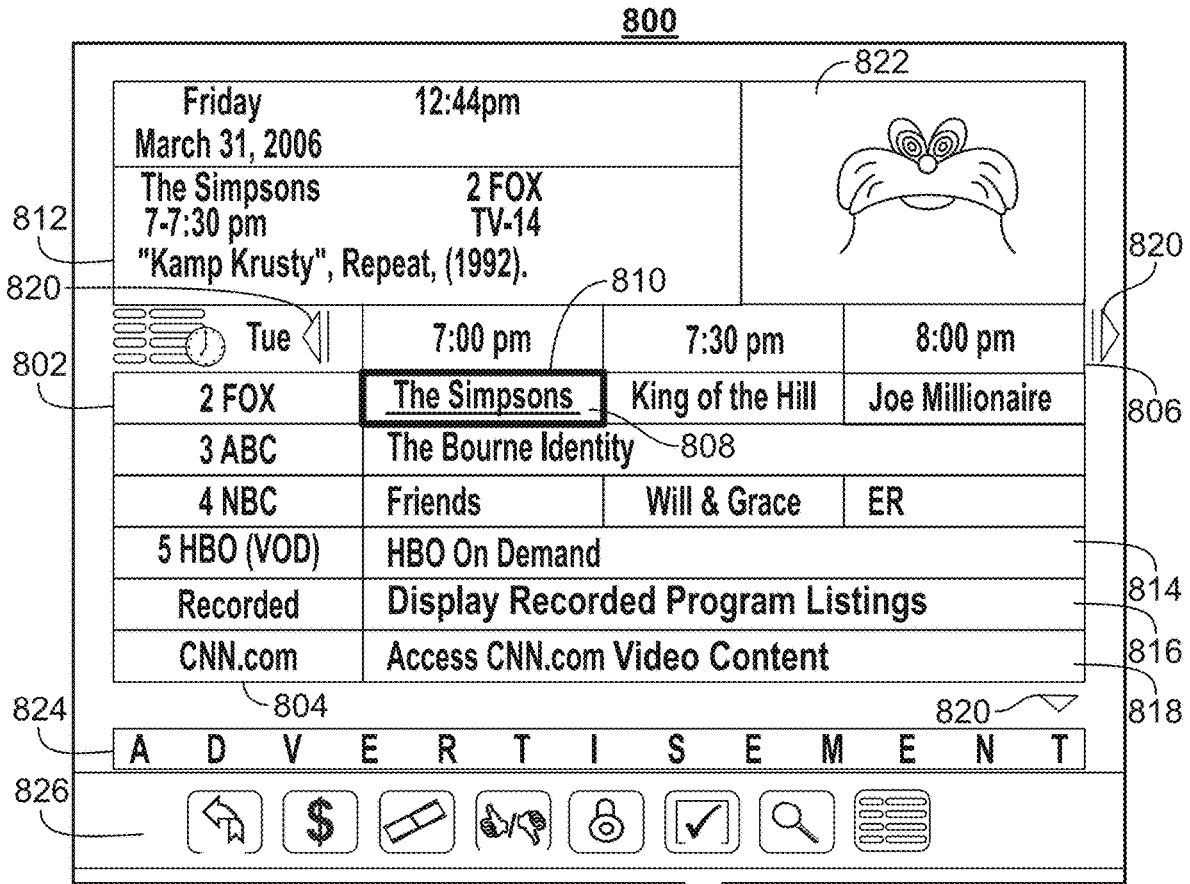 800
822
Friday 12:44pm
March 31, 2006
The Simpsons 2 FOX
7-7:30 pm TV-14
812
"Kamp Krusty", Repeat, (1992).
820
820
810
Tue 7:00 pm 7:30 pm 8:00 pm
802
2 FOX The Simpsons King of the Hill Joe Millionaire
806
3 ABC The Bourne Identity
808
4 NBC Friends Will & Grace ER
5 HBO (VOD) HBO On Demand
814
Recorded Display Recorded Program Listings
816
CNN.com Access CNN.com Video Content
818
804
820
824
A D V E R T I S E M E N T
826
$